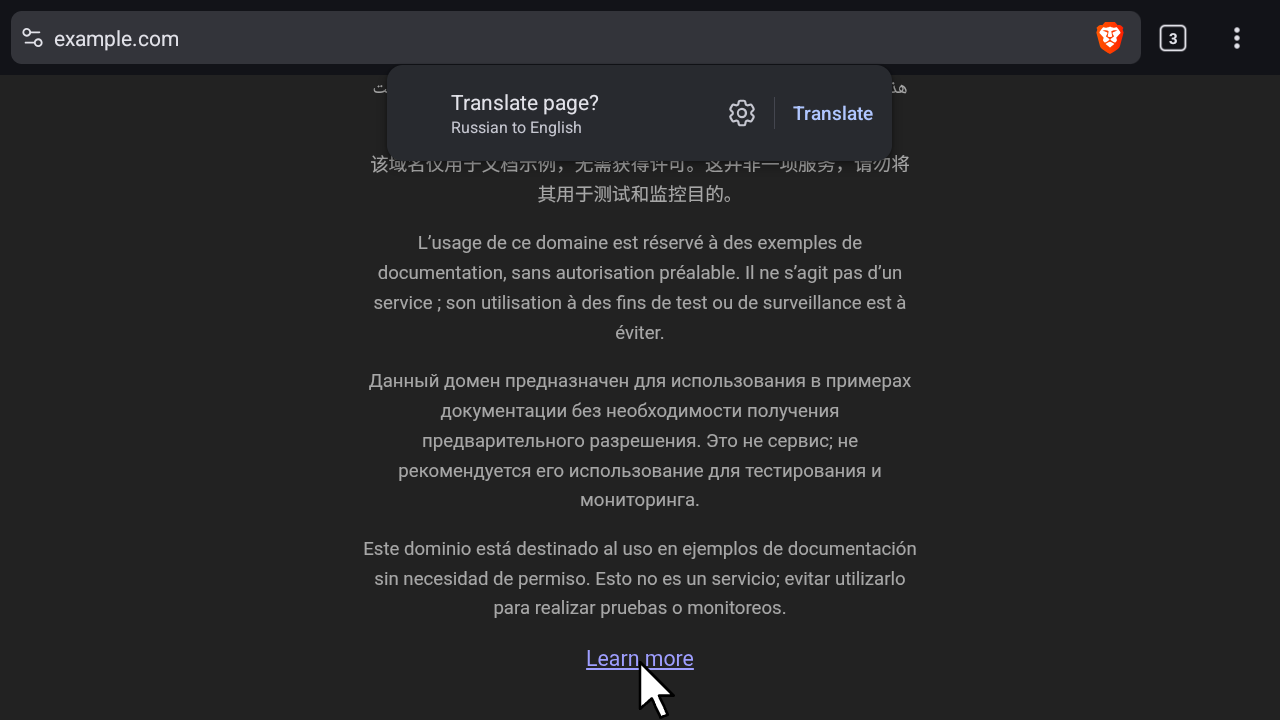 example.com
3
Translate page?
Russian to English
Translate
该域名仅用于文档示例，无需获得许可。这并非一项服务，请勿将
其用于测试和监控目的。
L’usage de ce domaine est réservé à des exemples de
documentation, sans autorisation préalable. Il ne s’agit pas d’un
service ; son utilisation à des fins de test ou de surveillance est à
éviter.
Данный домен предназначен для использования в примерах
документации без необходимости получения
предварительного разрешения. Это не сервис; не
рекомендуется его использование для тестирования и
мониторинга.
Este dominio está destinado al uso en ejemplos de documentación
sin necesidad de permiso. Esto no es un servicio; evitar utilizarlo
para realizar pruebas o monitoreos.
Learn more